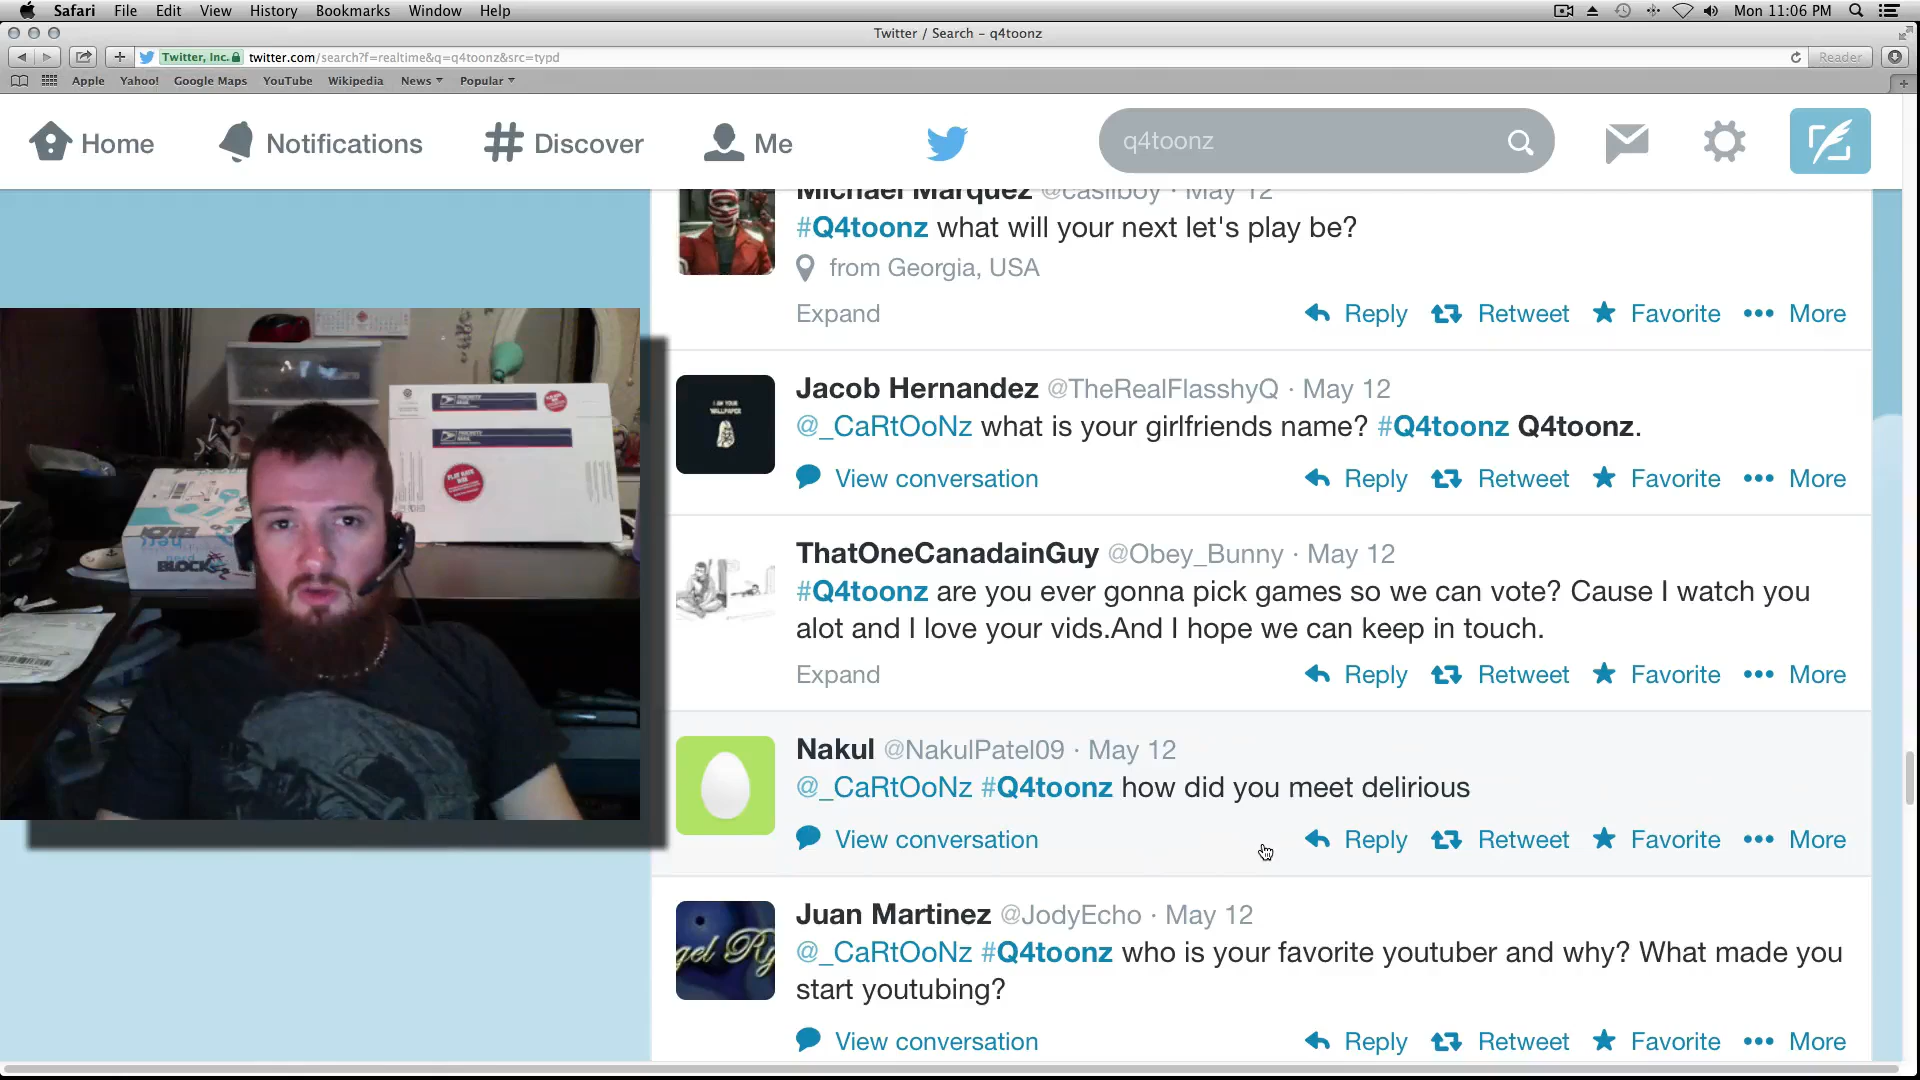 Safari File Edit View History Bookmarks Window Help Mon 11:06 PM
Twitter / Search – q4toonz
Twitter, Inc. twitter.com/search?f=realtime&q=q4toonz&src=typd Reader
Apple Yahoo! Google Maps YouTube Wikipedia News Popular
Home Notifications # Discover Me q4toonz
Michael Marquez @casilboy · May 12
#Q4toonz what will your next let's play be?
from Georgia, USA
Expand Reply Retweet Favorite ••• More
Jacob Hernandez @TheRealFlasshyQ · May 12
@_CaRtOoNz what is your girlfriends name? #Q4toonz Q4toonz.
View conversation Reply Retweet Favorite ••• More
ThatOneCanadainGuy @Obey_Bunny · May 12
#Q4toonz are you ever gonna pick games so we can vote? Cause I watch you
alot and I love your vids.And I hope we can keep in touch.
Expand Reply Retweet Favorite ••• More
Nakul @NakulPatel09 · May 12
@_CaRtOoNz #Q4toonz how did you meet delirious
View conversation Reply Retweet Favorite ••• More
Juan Martinez @JodyEcho · May 12
@_CaRtOoNz #Q4toonz who is your favorite youtuber and why? What made you
start youtubing?
View conversation Reply Retweet Favorite ••• More
BLOCK